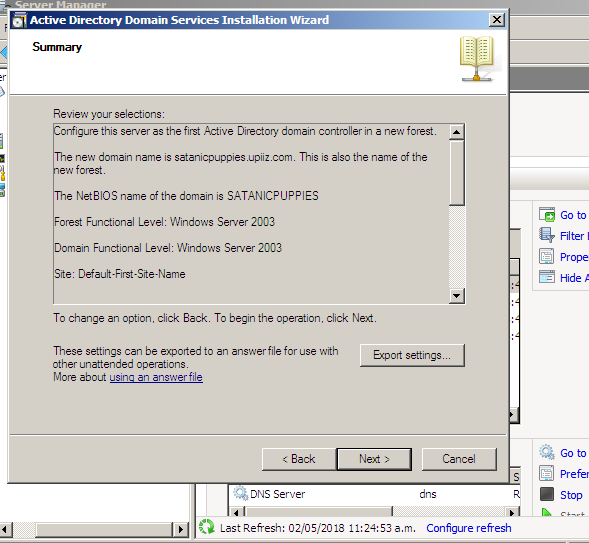 Server Manager
Active Directory Domain Services Installation Wizard
Summary
Review your selections:
Configure this server as the first Active Directory domain controller in a new forest.
The new domain name is satanicpuppies.upiiz.com. This is also the name of the
new forest.
The NetBIOS name of the domain is SATANICPUPPIES
Forest Functional Level: Windows Server 2003
Domain Functional Level: Windows Server 2003
Site: Default-First-Site-Name
To change an option, click Back. To begin the operation, click Next.
These settings can be exported to an answer file for use with
other unattended operations.
More about using an answer file
Export settings...
< Back
Next >
Cancel
Go to
Filter
Prope
Hide A
Go to
Prefer
Stop
Start
DNS Server
dns
R
Last Refresh: 02/05/2018 11:24:53 a.m.
Configure refresh